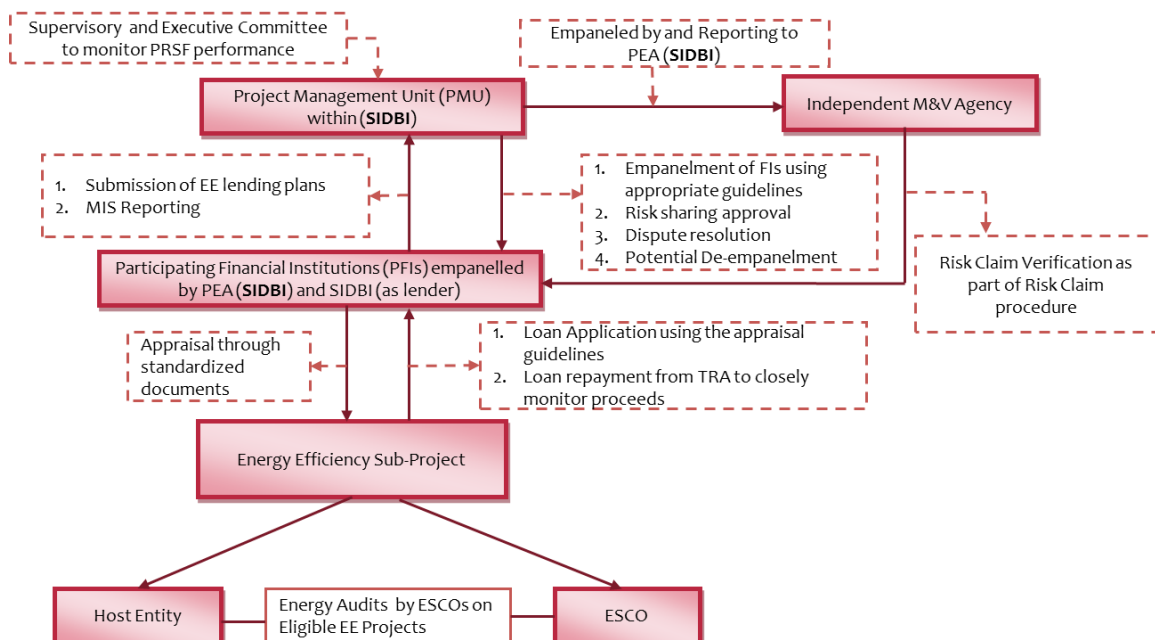 Supervisory and Executive Committee
to monitor PRSF performance
Empaneled by and Reporting to
PEA (SIDBI)
Project Management Unit (PMU)
within (SIDBI)
Independent M&V Agency
1. Submission of EE lending plans
2. MIS Reporting
1. Empanelment of FIs using
appropriate guidelines
2. Risk sharing approval
3. Dispute resolution
4. Potential De-empanelment
Participating Financial Institutions (PFIs) empanelled
by PEA (SIDBI) and SIDBI (as lender)
Risk Claim Verification as
part of Risk Claim
procedure
Appraisal through
standardized
documents
1. Loan Application using the appraisal
guidelines
2. Loan repayment from TRA to closely
monitor proceeds
Energy Efficiency Sub-Project
Host Entity
Energy Audits by ESCOs on
Eligible EE Projects
ESCO